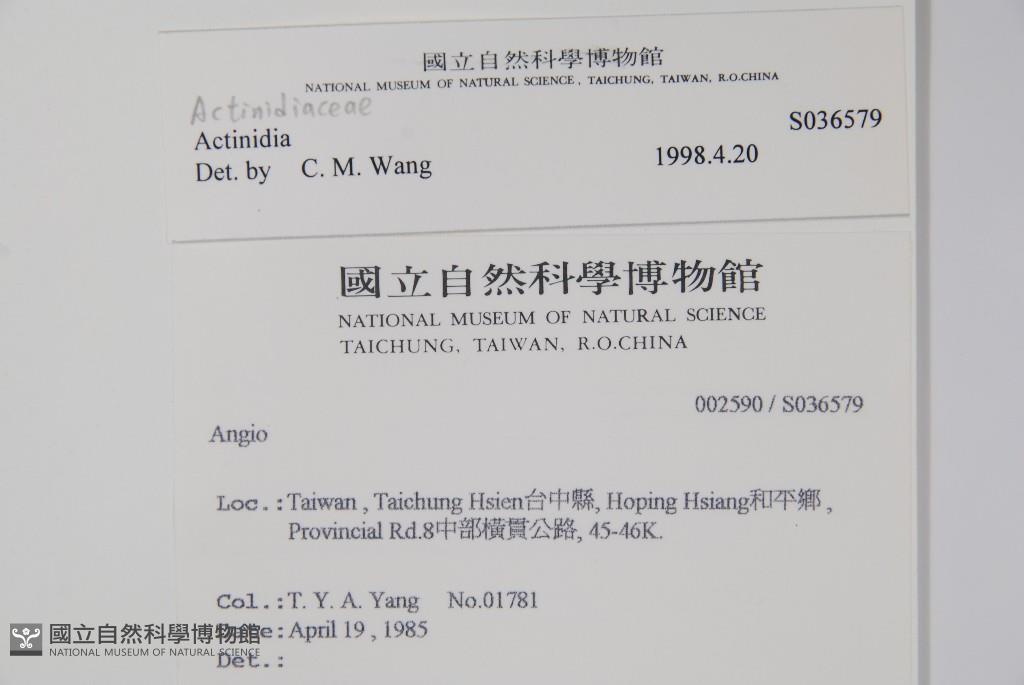 國立自然科學博物館
NATIONAL MUSEUM OF NATURAL SCIENCE, TAICHUNG, TAIWAN, R.O.CHINA
Actinidiaceae
S036579
Actinidia
Det. by C. M. Wang 1998.4.20
國立自然科學博物館
NATIONAL MUSEUM OF NATURAL SCIENCE
TAICHUNG, TAIWAN, R.O.CHINA
002590 / S036579
Angio
Loc.: Taiwan , Taichung Hsien台中縣, Hoping Hsiang和平鄉 ,
Provincial Rd.8中部橫貫公路, 45-46K.
Col.: T. Y. A. Yang No.01781
Date: April 19 , 1985
Det.:
國立自然科學博物館
NATIONAL MUSEUM OF NATURAL SCIENCE